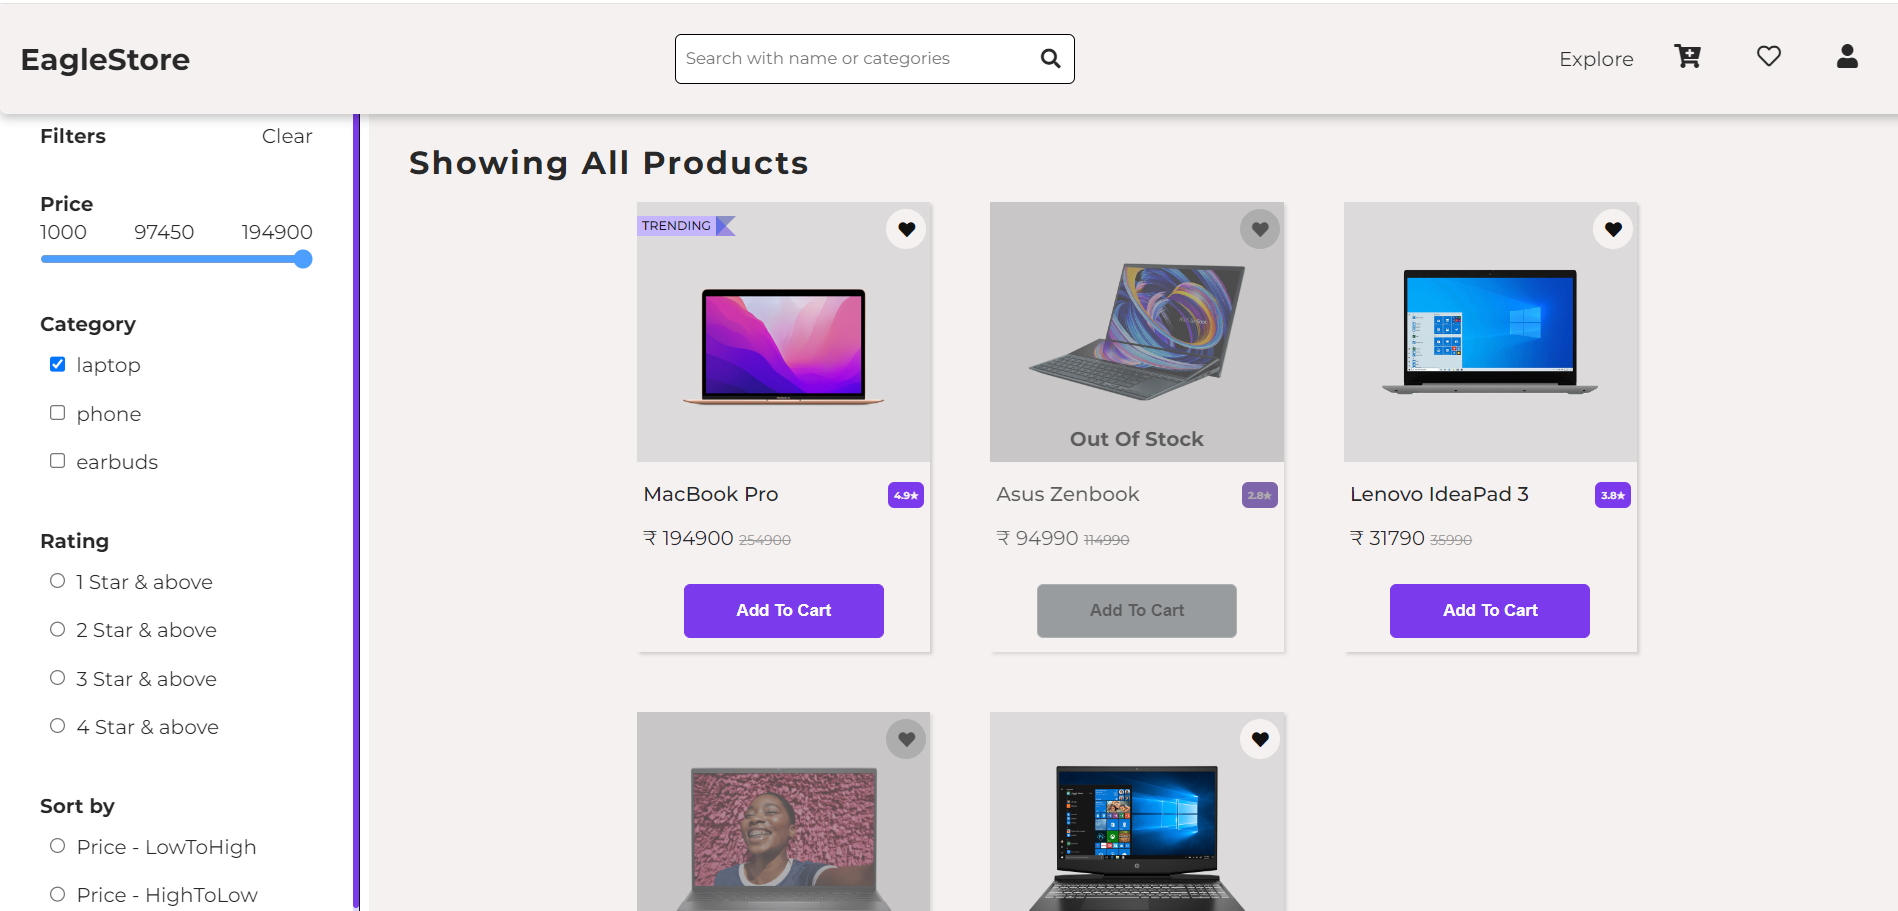 EagleStore
Search with name or categories
Explore
Filters
Clear
Price
1000 97450 194900
Category
laptop
phone
earbuds
Rating
1 Star & above
2 Star & above
3 Star & above
4 Star & above
Sort by
Price - LowToHigh
Price - HighToLow
Showing All Products
TRENDING
MacBook Pro 4.9★
₹ 194900 254900
Add To Cart
Out Of Stock
Asus Zenbook 2.8★
₹ 94990 114990
Add To Cart
Lenovo IdeaPad 3 3.8★
₹ 31790 35990
Add To Cart